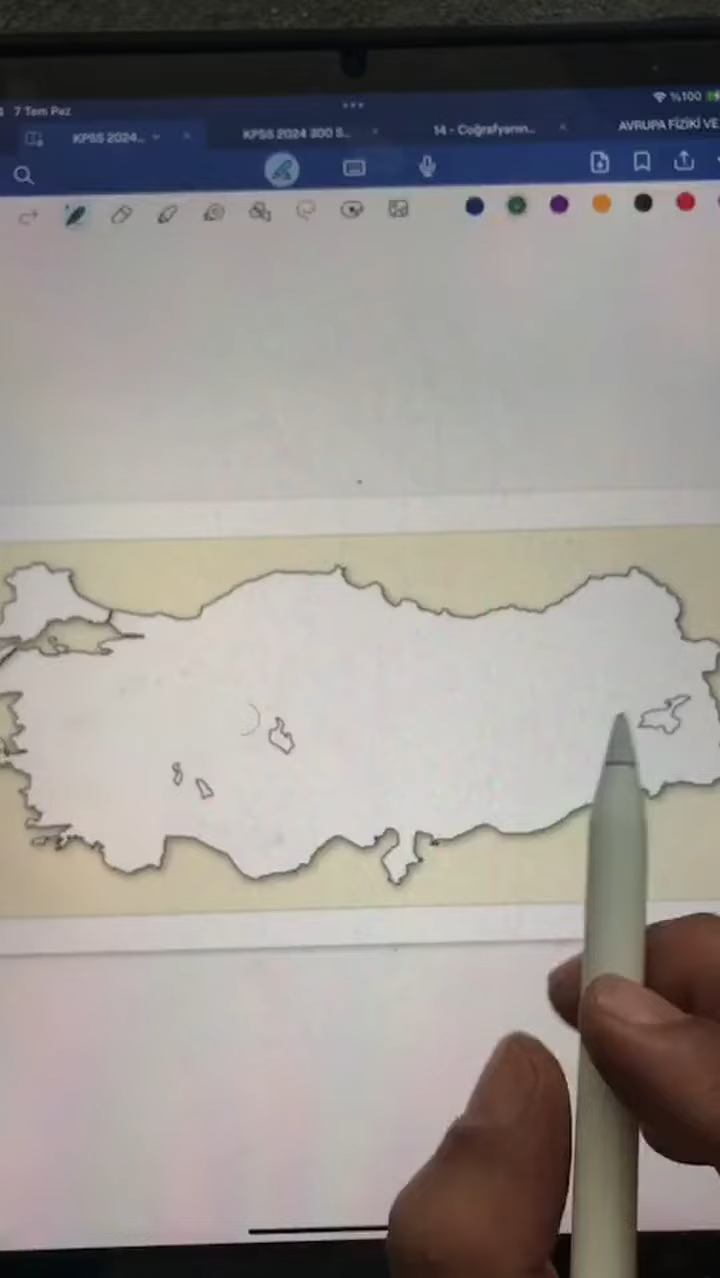 7 Tem Paz
%100
KPSS 2024...
KPSS 2024 300 S...
14 - Coğrafyanın...
AVRUPA FİZİKİ VE